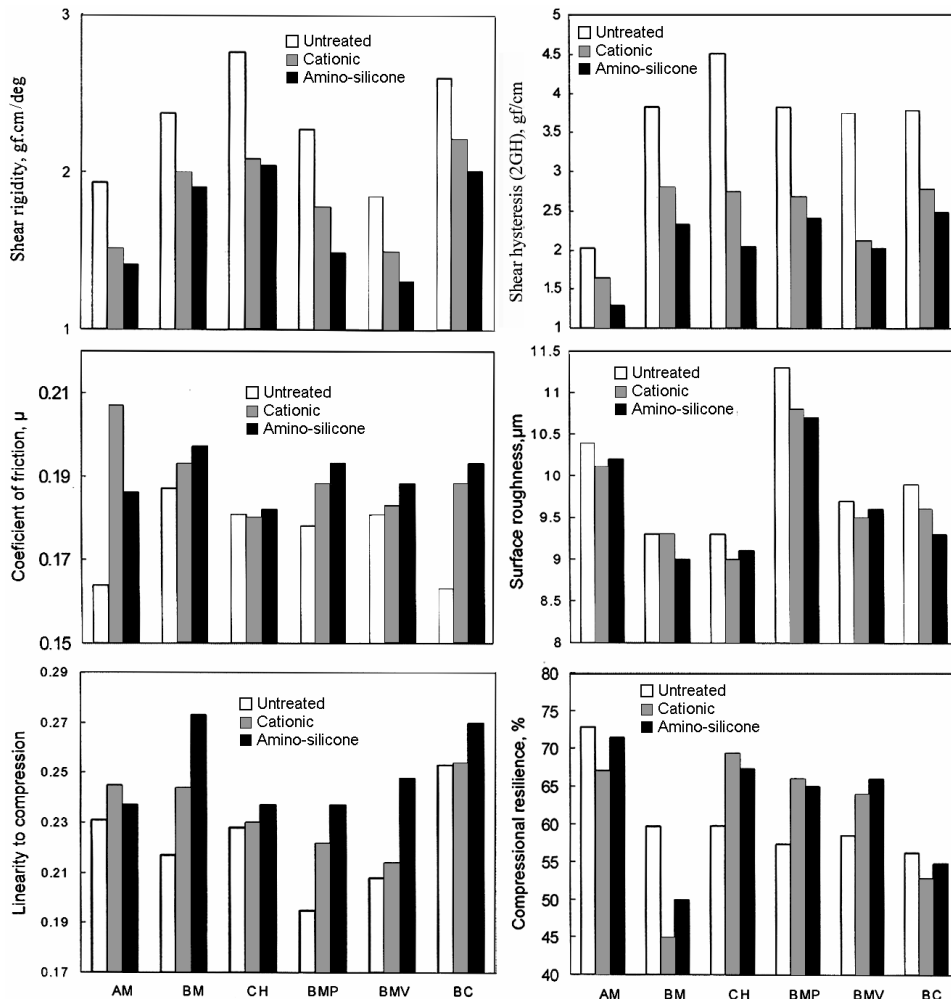 Shear rigidity, gf.cm/deg
3
2
1
Untreated
Cationic
Amino-silicone
Shear hysteresis (2GH), gf/cm
5
4.5
4
3.5
3
2.5
2
1.5
1
Untreated
Cationic
Amino-silicone
Coeficient of friction, µ
0.21
0.19
0.17
0.15
Untreated
Cationic
Amino-silicone
Surface roughness,µm
11.5
11
10.5
10
9.5
9
8.5
8
Untreated
Cationic
Amino-silicone
Linearity to compression
0.29
0.27
0.25
0.23
0.21
0.19
0.17
Untreated
Cationic
Amino-silicone
AM BM CH BMP BMV BC
Compressional resilience, %
80
75
70
65
60
55
50
45
40
Untreated
Cationic
Amino-silicone
AM BM CH BMP BMV BC